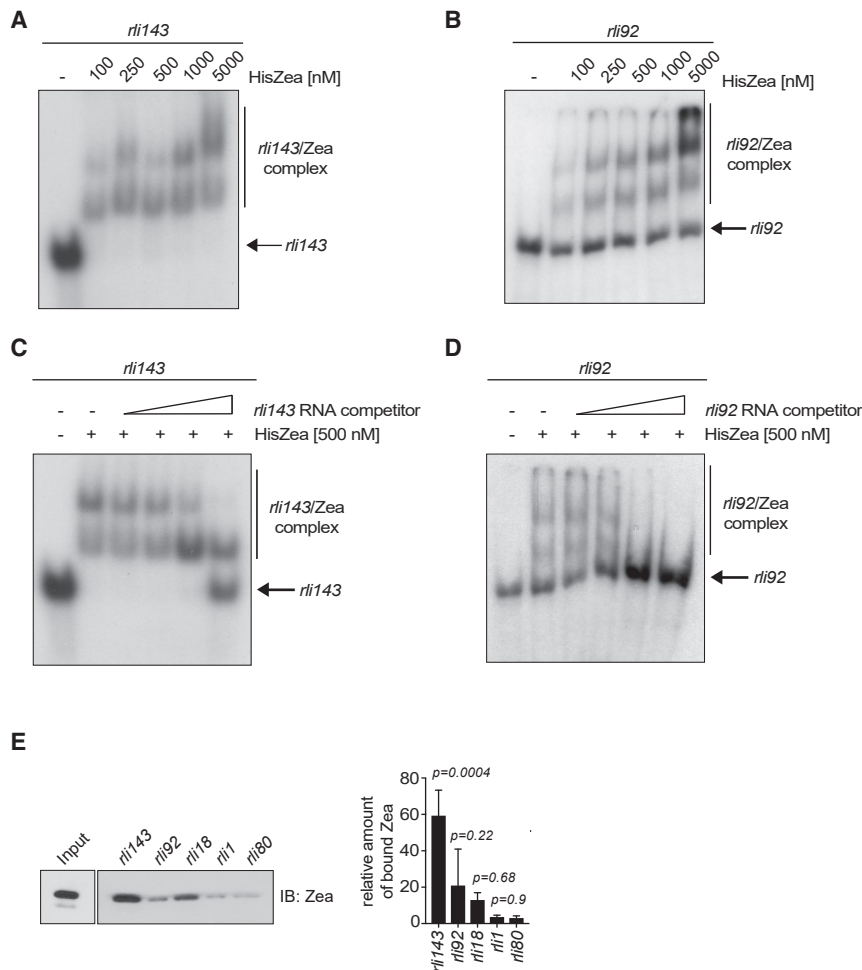 A
rli143
- 100 250 500 1000 5000 HisZea [nM]
rli143/Zea
complex
rli143
B
rli92
- 100 250 500 1000 5000 HisZea [nM]
rli92/Zea
complex
rli92
C
rli143
- - rli143 RNA competitor
- + + + + + HisZea [500 nM]
rli143/Zea
complex
rli143
D
rli92
- - rli92 RNA competitor
- + + + + + HisZea [500 nM]
rli92/Zea
complex
rli92
E
Input rli143 rli92 rli18 rli1 rli80
IB: Zea
relative amount
of bound Zea
80
60
40
20
0
p=0.0004
p=0.22
p=0.68
p=0.9
rli143 rli92 rli18 rli1 rli80